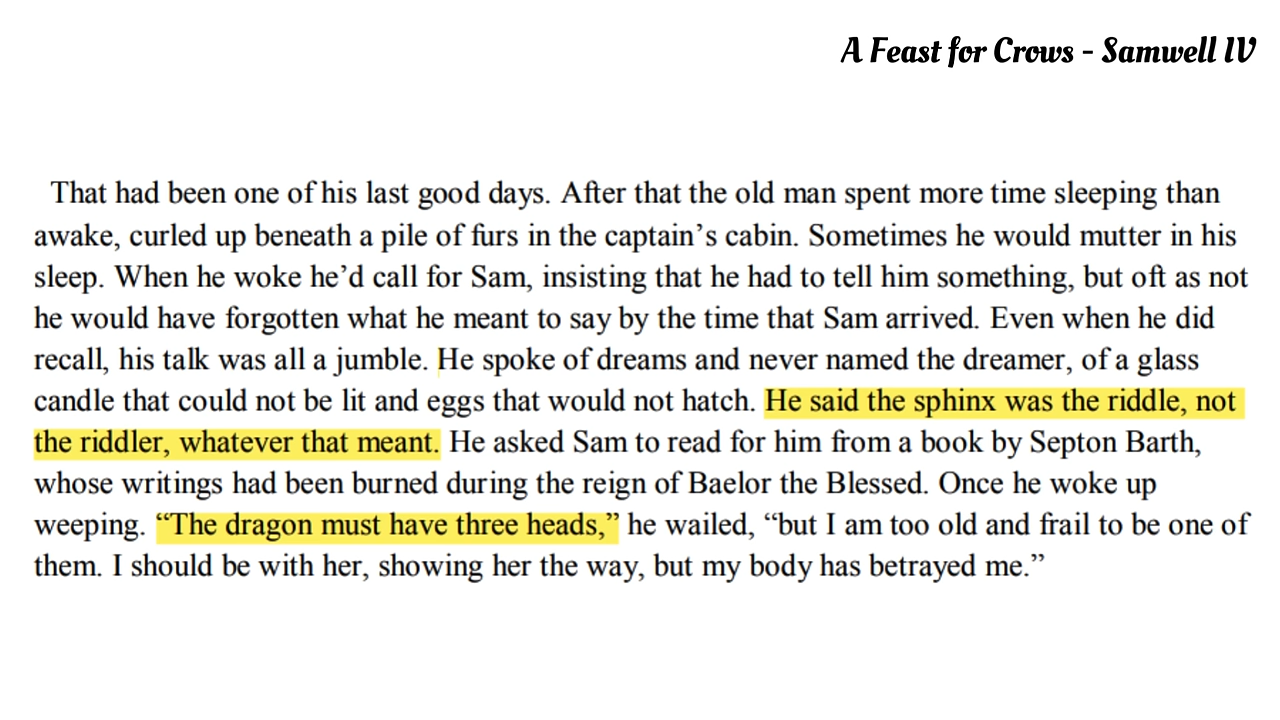 A Feast for Crows - Samwell IV
That had been one of his last good days. After that the old man spent more time sleeping than
awake, curled up beneath a pile of furs in the captain’s cabin. Sometimes he would mutter in his
sleep. When he woke he’d call for Sam, insisting that he had to tell him something, but oft as not
he would have forgotten what he meant to say by the time that Sam arrived. Even when he did
recall, his talk was all a jumble. He spoke of dreams and never named the dreamer, of a glass
candle that could not be lit and eggs that would not hatch. He said the sphinx was the riddle, not
the riddler, whatever that meant. He asked Sam to read for him from a book by Septon Barth,
whose writings had been burned during the reign of Baelor the Blessed. Once he woke up
weeping. “The dragon must have three heads,” he wailed, “but I am too old and frail to be one of
them. I should be with her, showing her the way, but my body has betrayed me.”